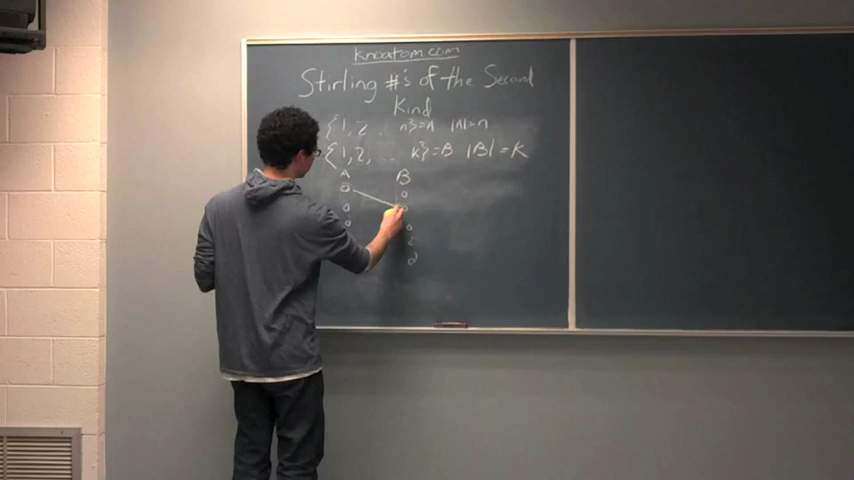 knoatom.com
Stirling #'s of the Second
Kind
{1, 2 .. n}=A |A|=n
{1, 2, ... k}=B |B|=K
A B